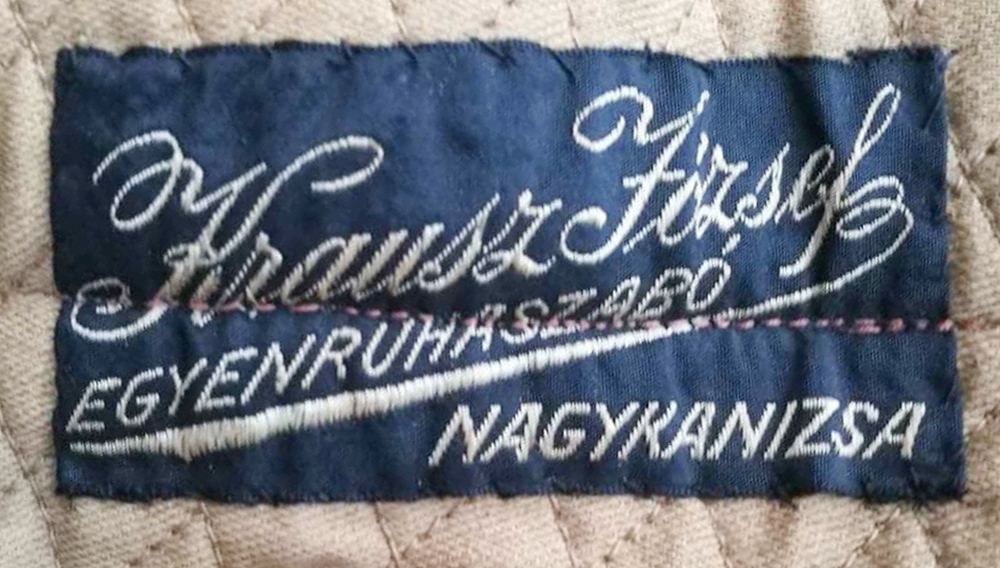 Krausz József
EGYENRUHASZABÓ
NAGYKANIZSA